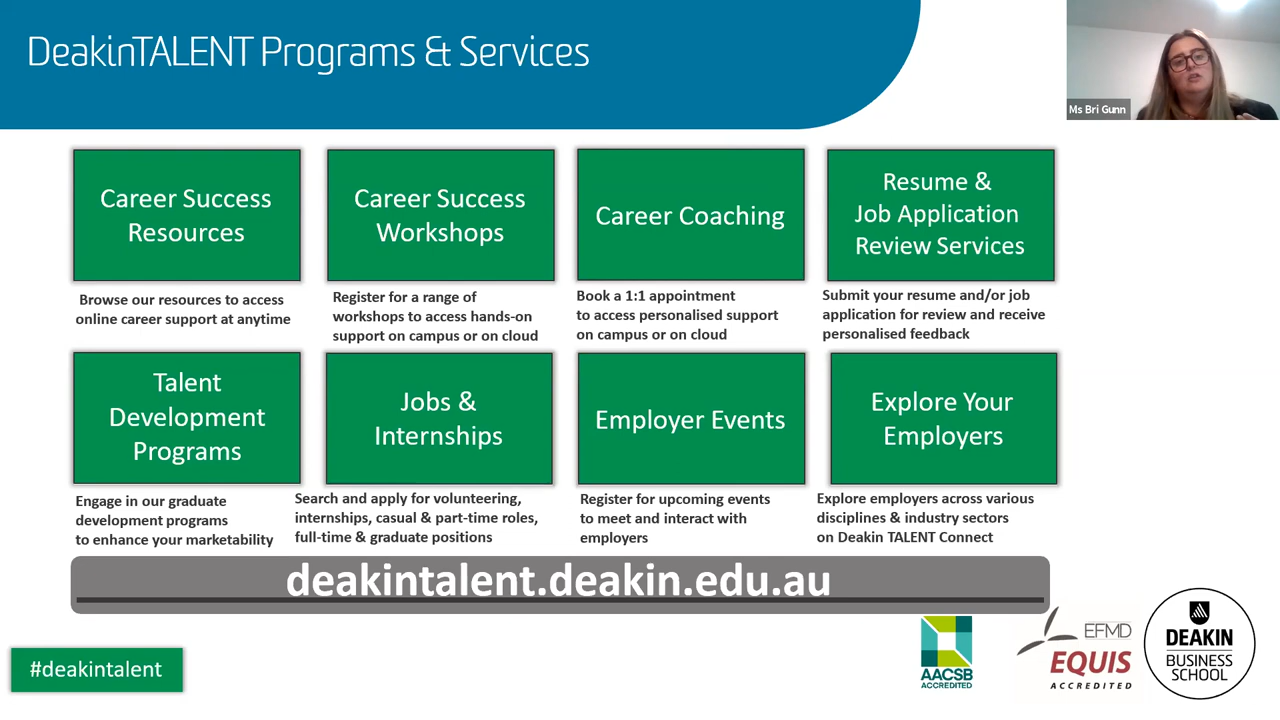 DeakinTALENT Programs & Services
Ms Bri Gunn
Career Success
Resources
Browse our resources to access
online career support at anytime
Career Success
Workshops
Register for a range of
workshops to access hands-on
support on campus or on cloud
Career Coaching
Book a 1:1 appointment
to access personalised support
on campus or on cloud
Resume &
Job Application
Review Services
Submit your resume and/or job
application for review and receive
personalised feedback
Talent
Development
Programs
Engage in our graduate
development programs
to enhance your marketability
Jobs &
Internships
Search and apply for volunteering,
internships, casual & part-time roles,
full-time & graduate positions
Employer Events
Register for upcoming events
to meet and interact with
employers
Explore Your
Employers
Explore employers across various
disciplines & industry sectors
on Deakin TALENT Connect
deakintalent.deakin.edu.au
#deakintalent
AACSB
ACCREDITED
EFMD
EQUIS
ACCREDITED
DEAKIN
BUSINESS
SCHOOL